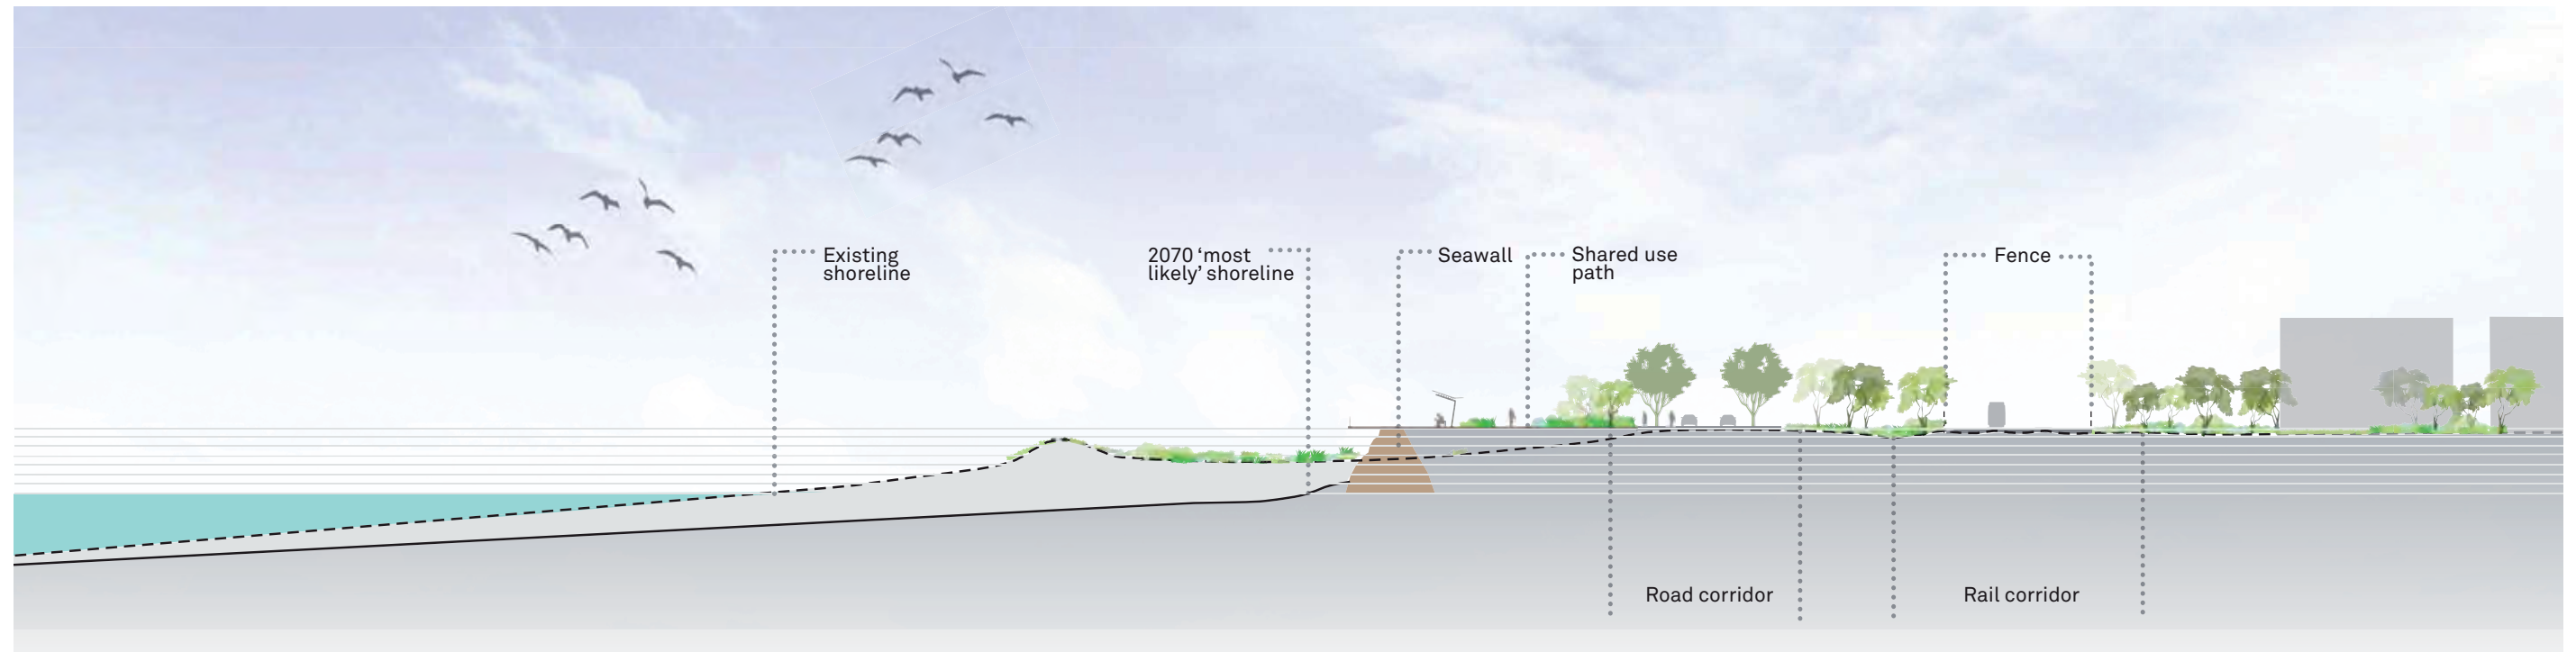 Existing
shoreline
2070 ‘most
likely’ shoreline
Seawall
Shared use
path
Fence
Road corridor
Rail corridor